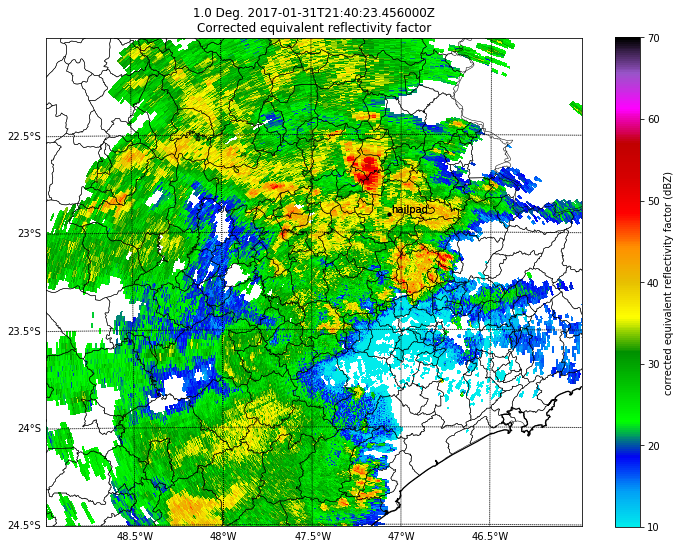 1.0 Deg. 2017-01-31T21:40:23.456000Z
Corrected equivalent reflectivity factor
22.5°S
23°S
23.5°S
24°S
24.5°S
48.5°W
48°W
47.5°W
47°W
46.5°W
hailpad
70
60
50
40
30
20
10
corrected equivalent reflectivity factor (dBZ)